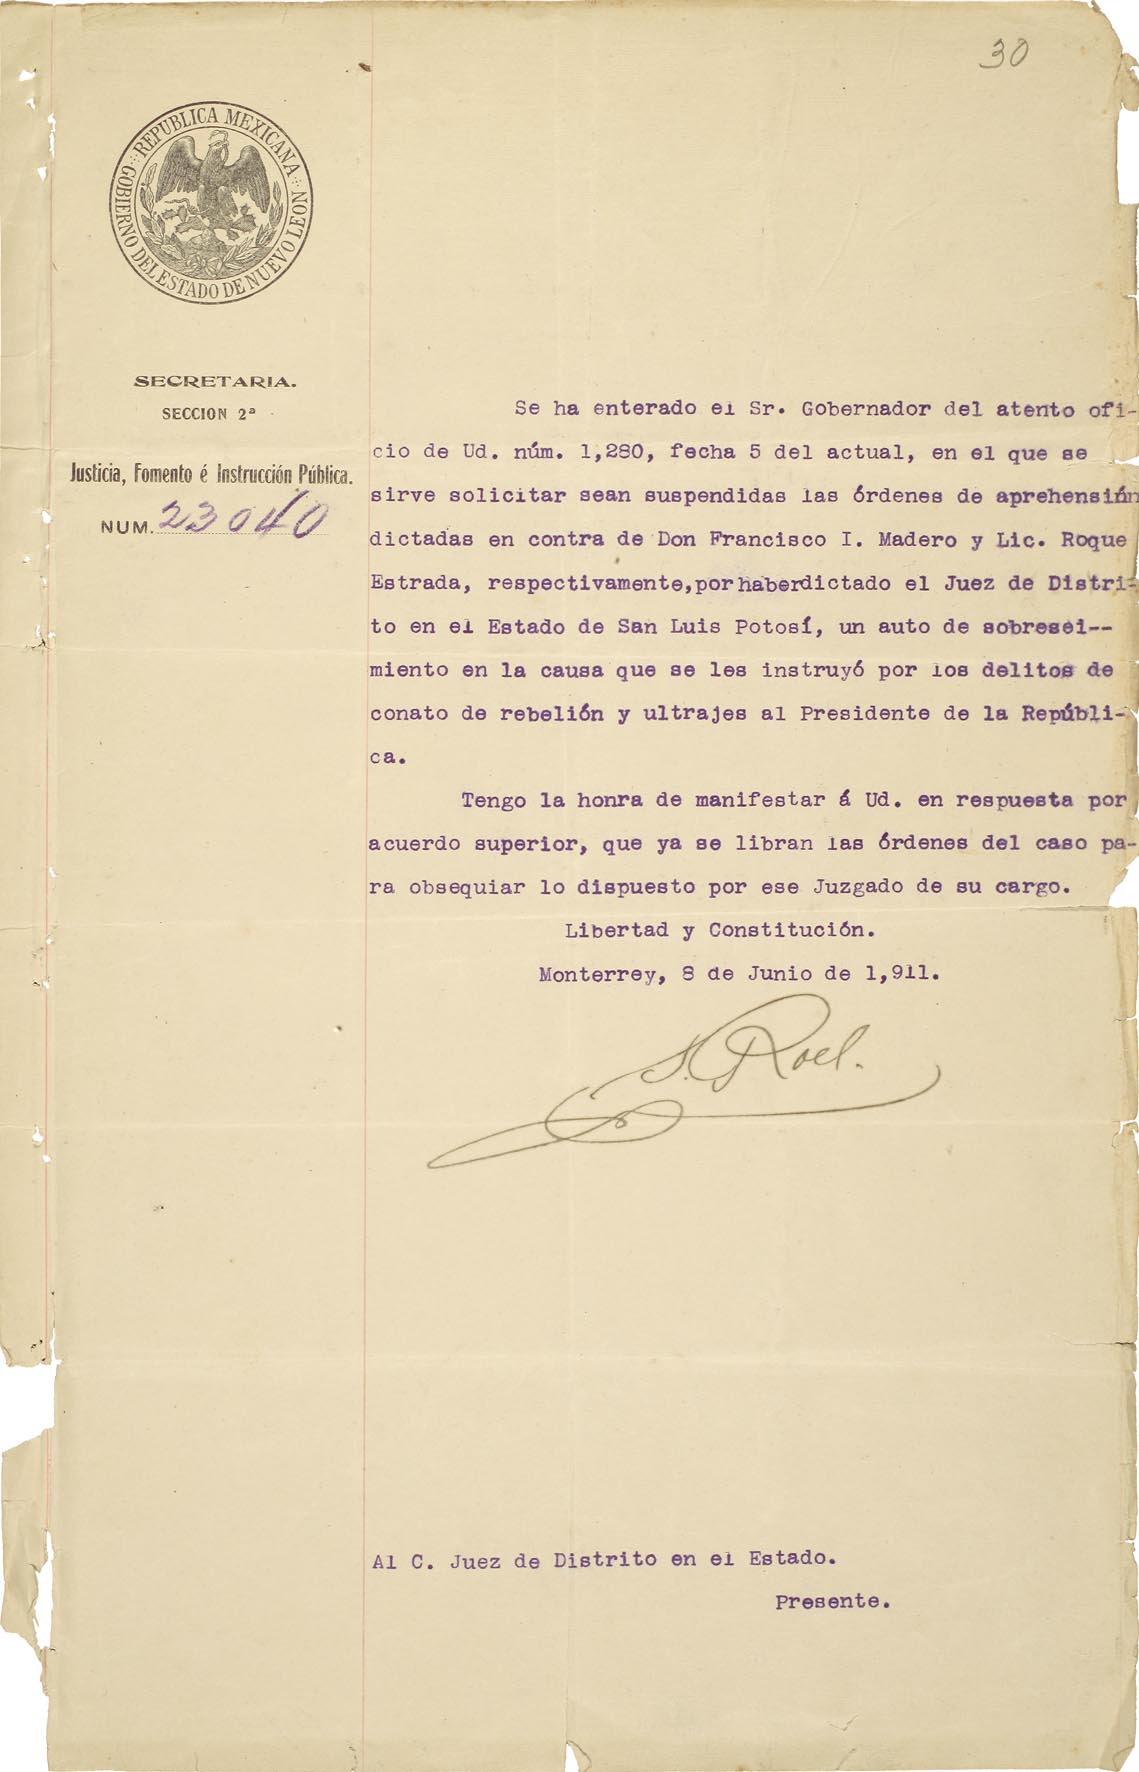 30
REPUBLICA MEXICANA
GOBIERNO DEL ESTADO DE NUEVO LEON
SECRETARIA.
SECCION 2ª
Justicia, Fomento é Instrucción Pública.
NUM. 23040
Se ha enterado el Sr. Gobernador del atento ofi-
cio de Ud. núm. 1,280, fecha 5 del actual, en el que se
sirve solicitar sean suspendidas las órdenes de aprehensión
dictadas en contra de Don Francisco I. Madero y Lic. Roque
Estrada, respectivamente, por haber dictado el Juez de Distri-
to en el Estado de San Luis Potosí, un auto de sobresei--
miento en la causa que se les instruyó por los delitos de
conato de rebelión y ultrajes al Presidente de la Repúbli-
ca.
Tengo la honra de manifestar á Ud. en respuesta por
acuerdo superior, que ya se libran las órdenes del caso pa-
ra obsequiar lo dispuesto por ese Juzgado de su cargo.
Libertad y Constitución.
Monterrey, 8 de Junio de 1,911.
S. Roel.
Al C. Juez de Distrito en el Estado.
Presente.